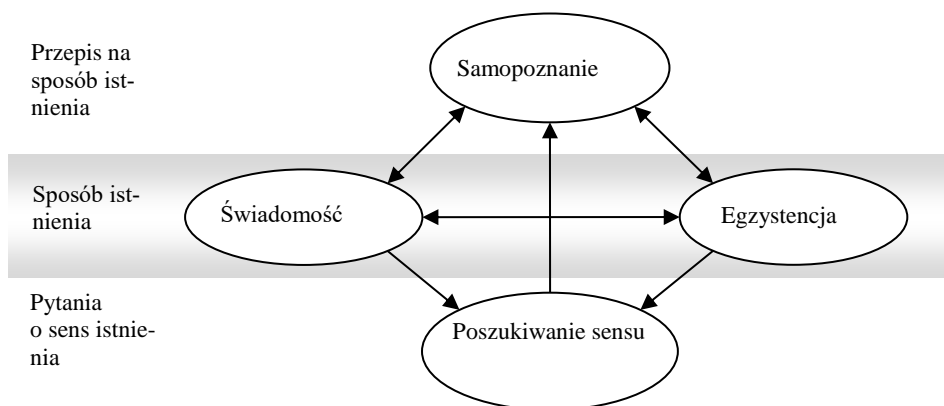 Przepis na
sposób ist-
nienia
Samopoznanie
Sposób ist-
nienia
Świadomość
Egzystencja
Pytania
o sens istnie-
nia
Poszukiwanie sensu